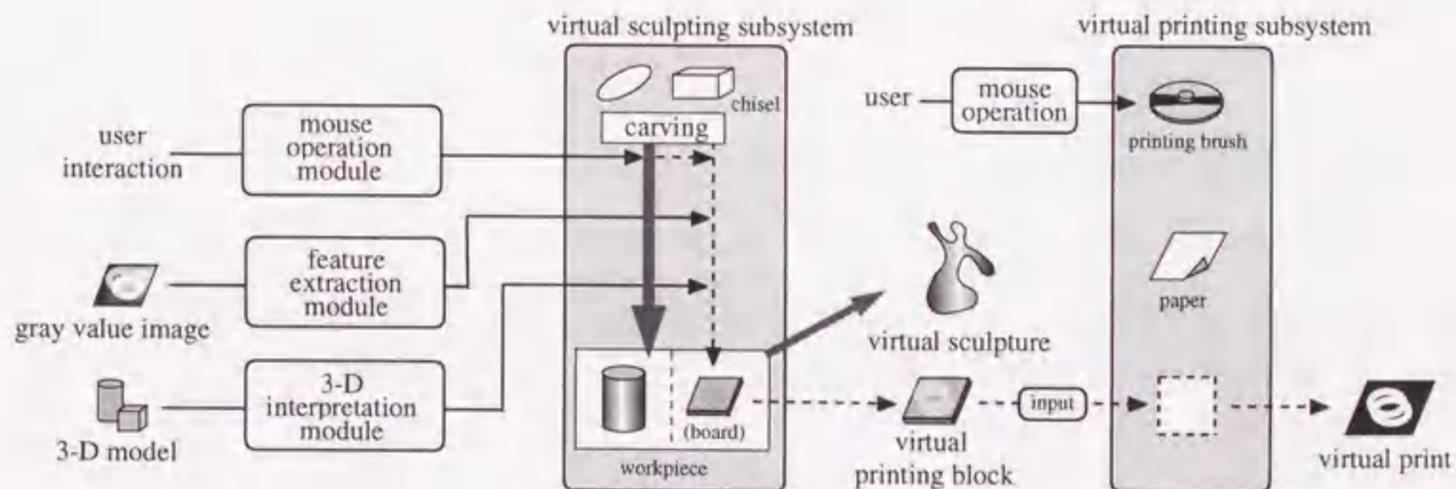 virtual sculpting subsystem
virtual printing subsystem
chisel
carving
user
interaction
mouse
operation
module
user
mouse
operation
printing brush
gray value image
feature
extraction
module
virtual sculpture
paper
3-D model
3-D
interpretation
module
(board)
workpiece
virtual
printing block
input
virtual print